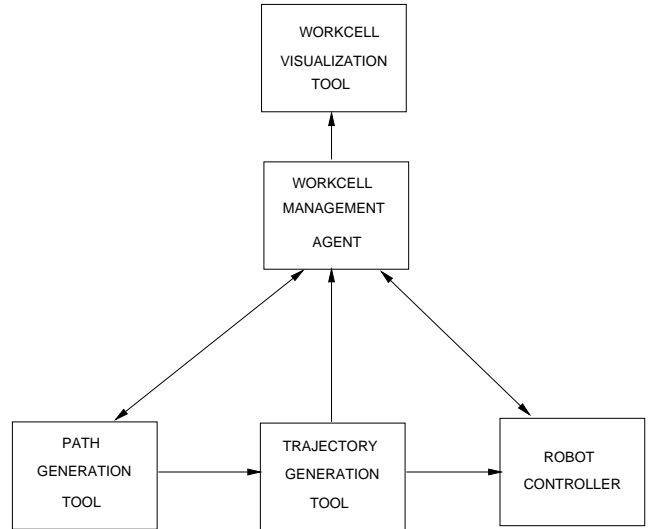 WORKCELL
VISUALIZATION
TOOL
WORKCELL
MANAGEMENT
AGENT
PATH
GENERATION
TOOL
TRAJECTORY
GENERATION
TOOL
ROBOT
CONTROLLER